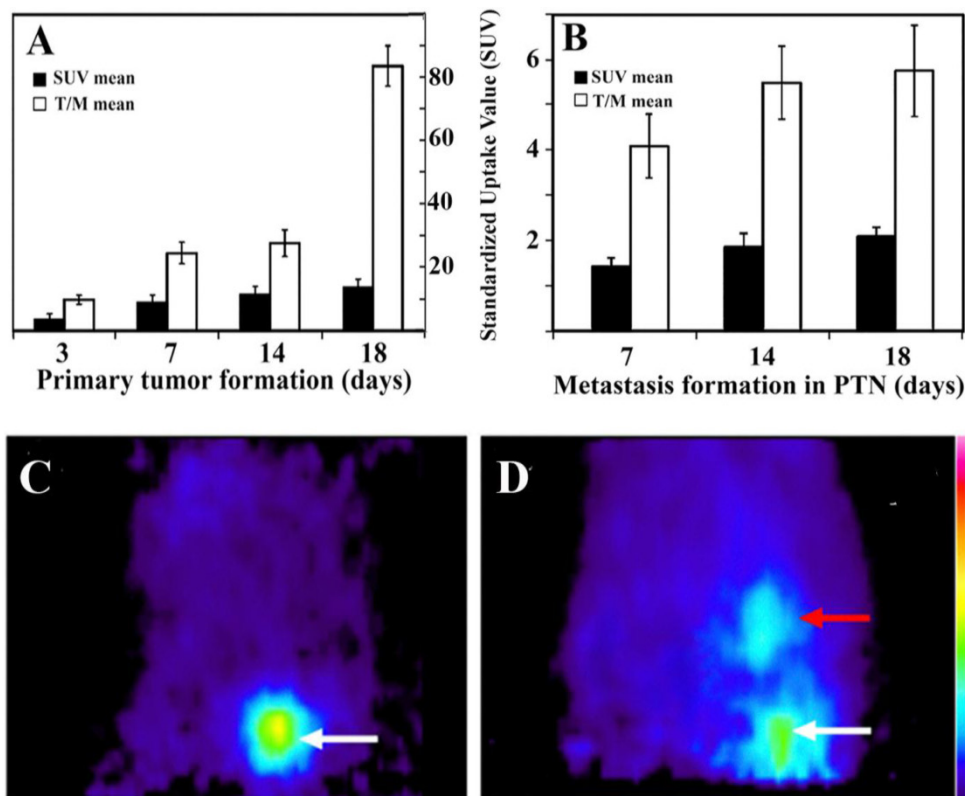 A
SUV mean
T/M mean
80
60
40
20
3 7 14 18
Primary tumor formation (days)
Standardized Uptake Value (SUV)
B
SUV mean
T/M mean
6
4
2
7 14 18
Metastasis formation in PTN (days)
C
D